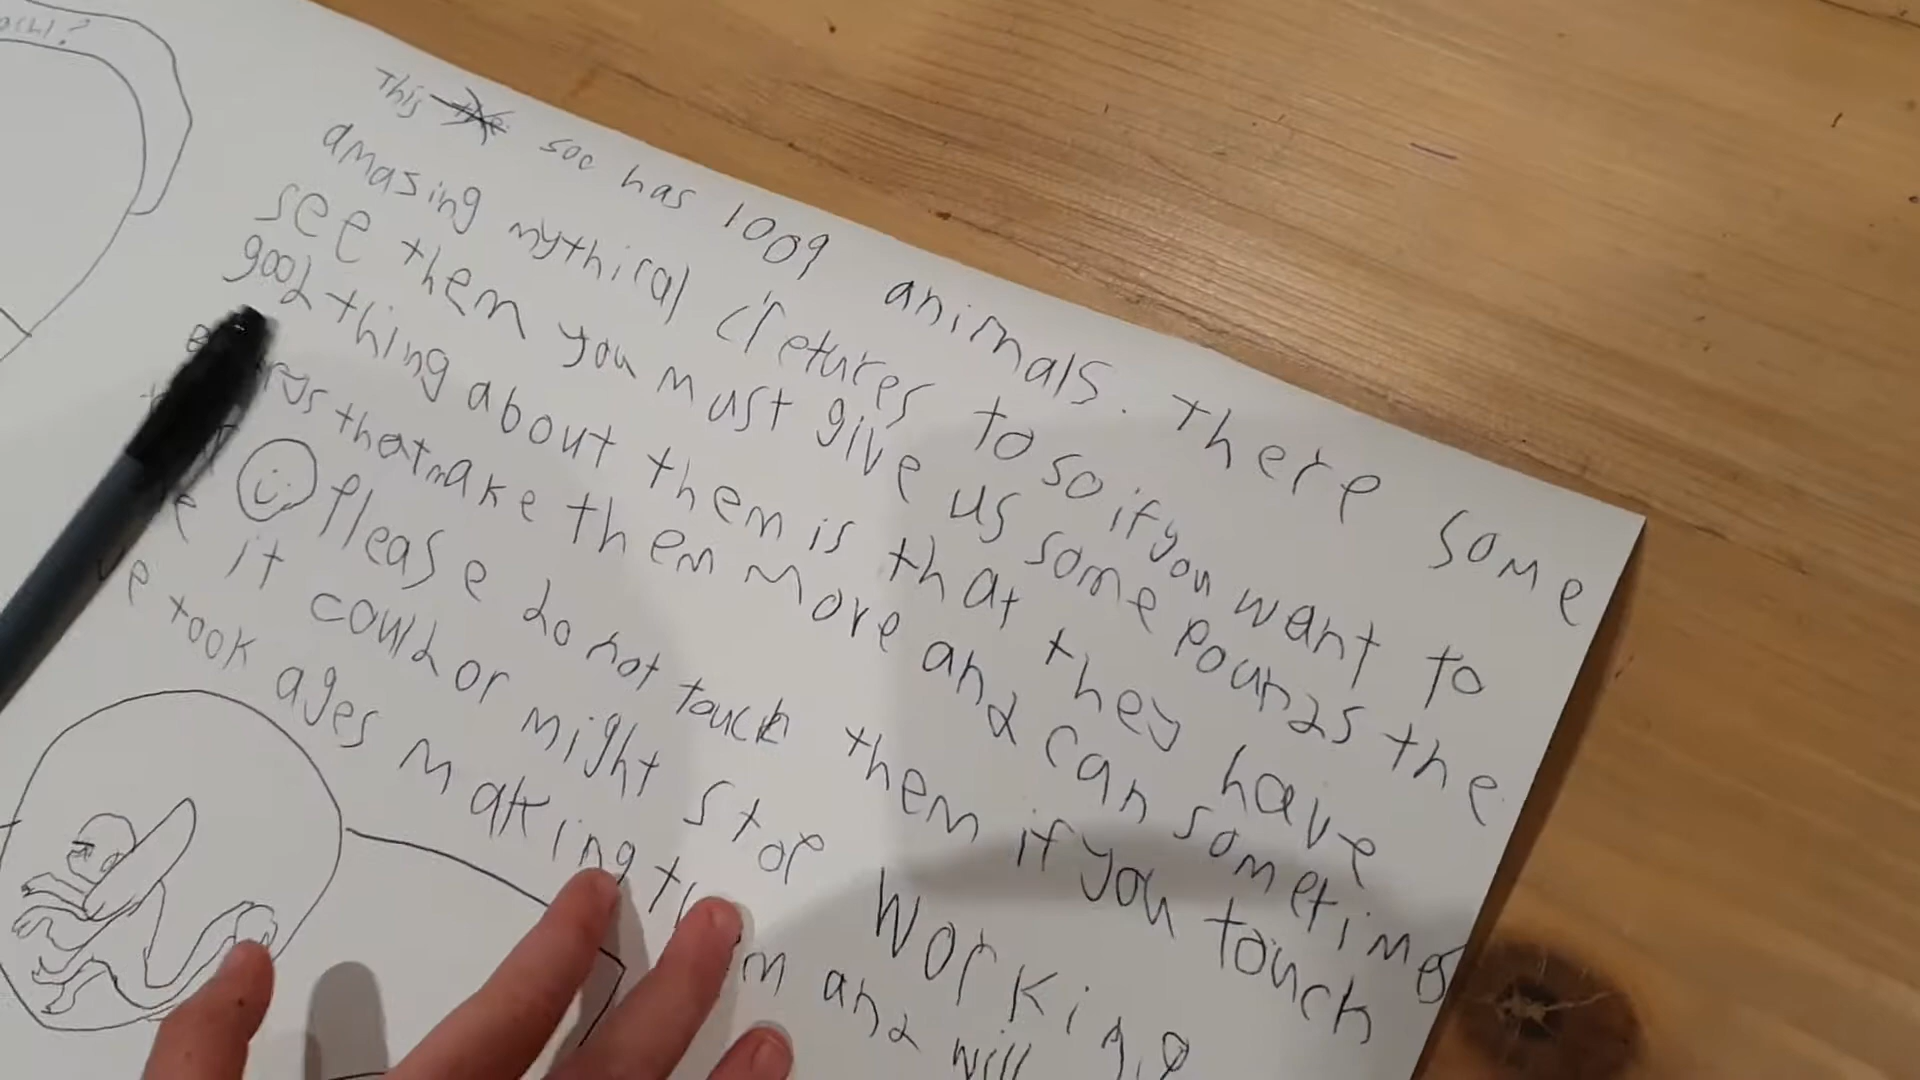 This soc has 1009 animals. There some
amasing mythical cretures to so if you want to
see them you must give us some pounds the
good thing about them is that they have
that make them more and can sometimes
Please do not touch them if you touch
it could or might stop working
took ages making and will